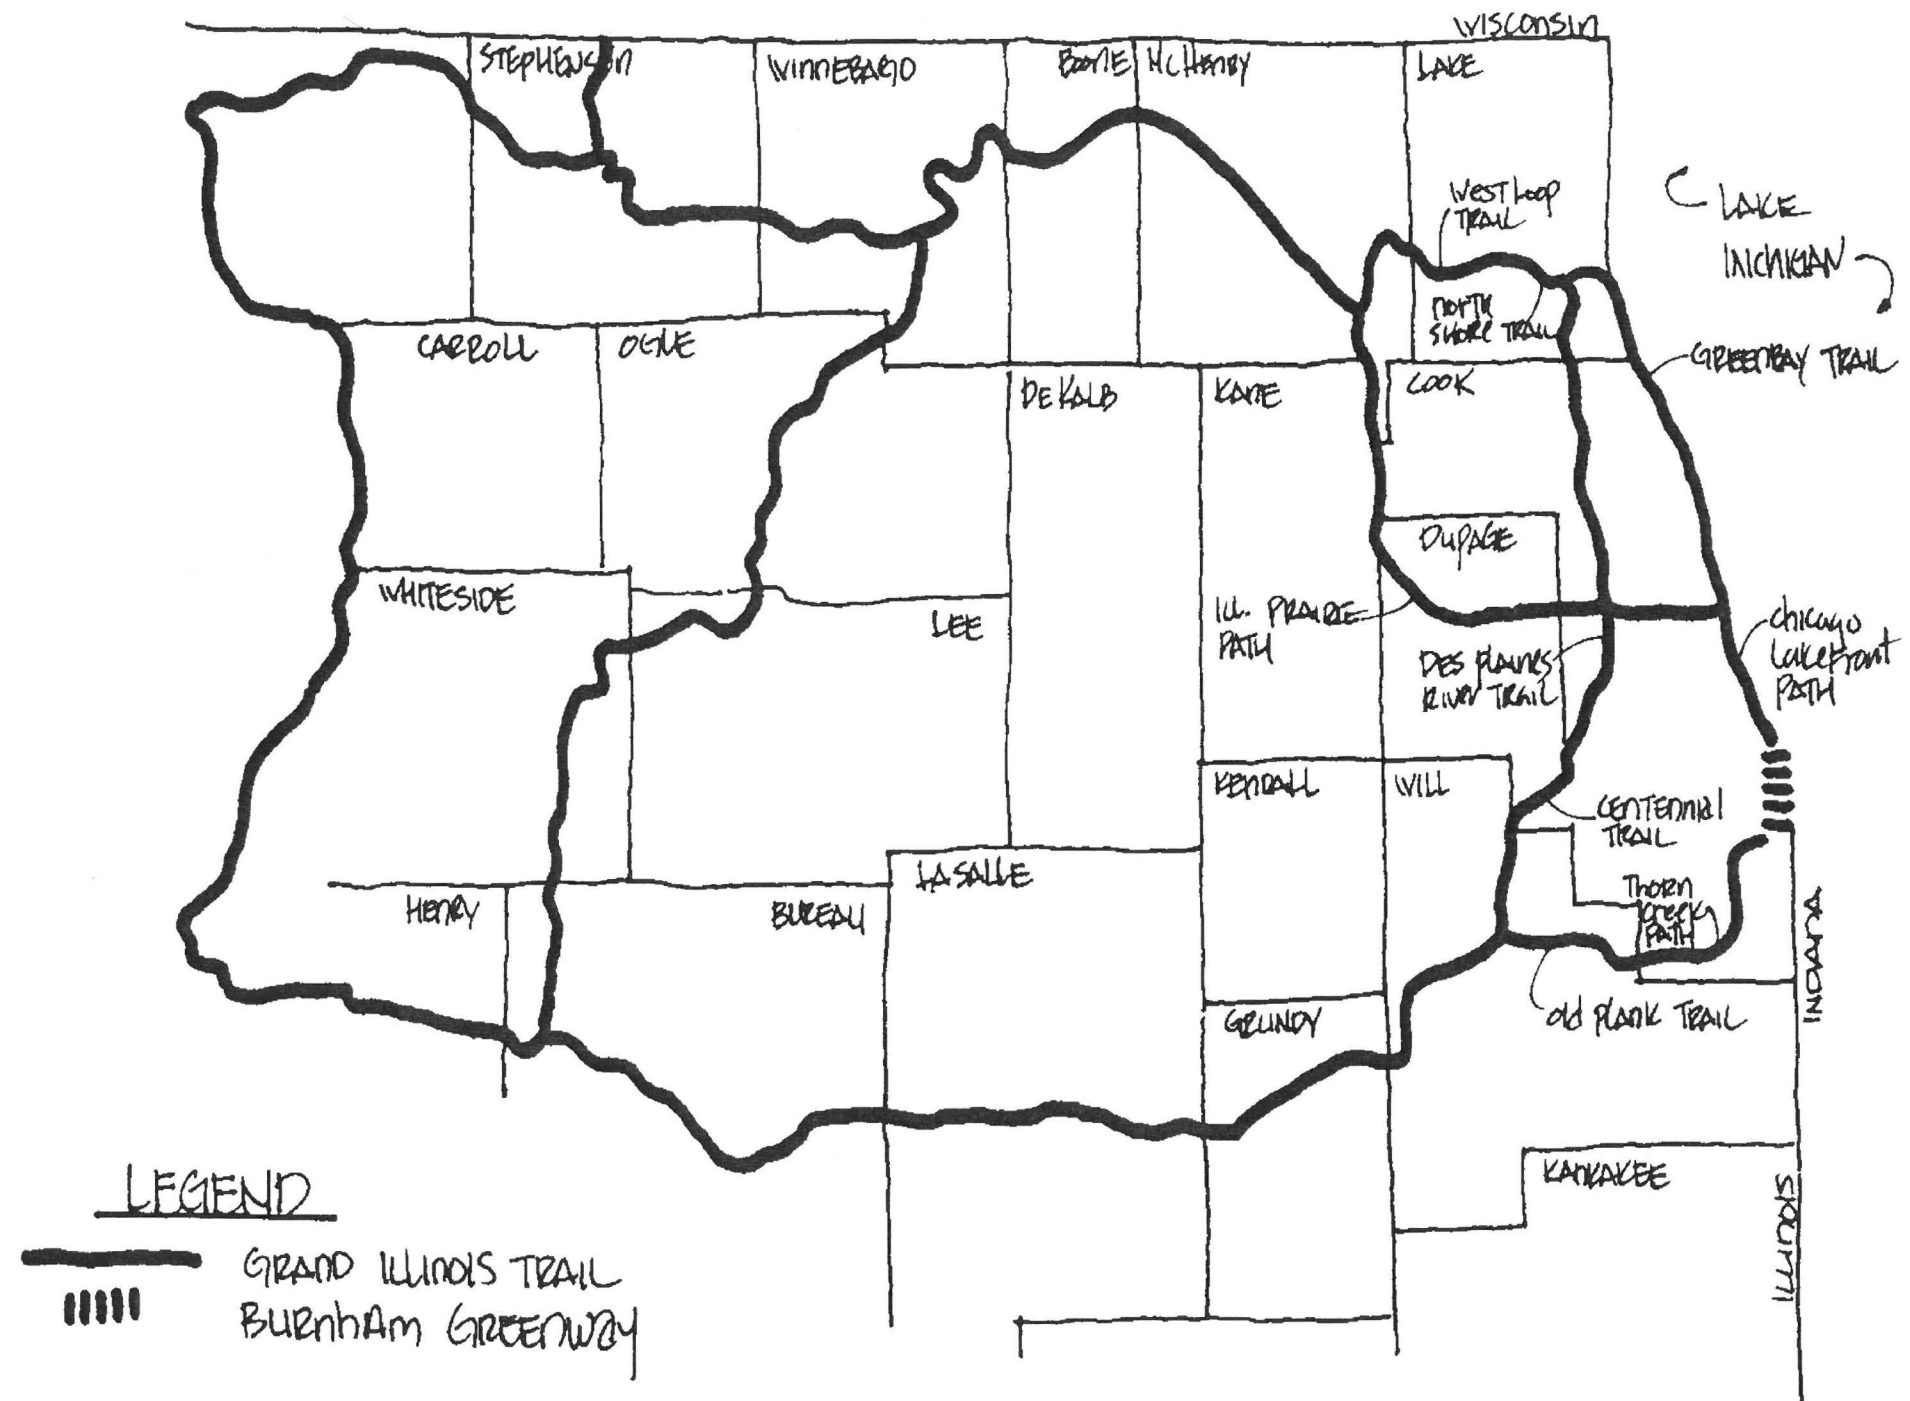 WISCONSIN
STEPHENSON
WINNEBAGO
BOONE
McHENRY
LAKE
WEST LOOP
TRAIL
LAKE
MICHIGAN
NORTH
SHORE TRAIL
GREENBAY TRAIL
CARROLL
OGLE
DEKALB
KANE
COOK
DUPAGE
WHITESIDE
LEE
ILL. PRAIRIE
PATH
DES PLAINES
RIVER TRAIL
Chicago
Lakefront
PATH
KENDALL
WILL
CENTENNIAL
TRAIL
LASALLE
HENRY
BUREAU
Thorn
Creek
PATH
INDIANA
GRUNDY
Old PLANK TRAIL
KANKAKEE
ILLINOIS
LEGEND
GRAND ILLINOIS TRAIL
BURNHAM GREENWAY